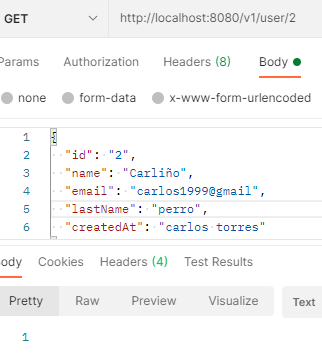 GET http://localhost:8080/v1/user/2
Params Authorization Headers (8) Body
none form-data x-www-form-urlencoded
1 {
2 "id": "2",
3 "name": "Carliño",
4 "email": "carlos1999@gmail",
5 "lastName": "perro",
6 "createdAt": "carlos torres"
Body Cookies Headers (4) Test Results
Pretty Raw Preview Visualize Text
1